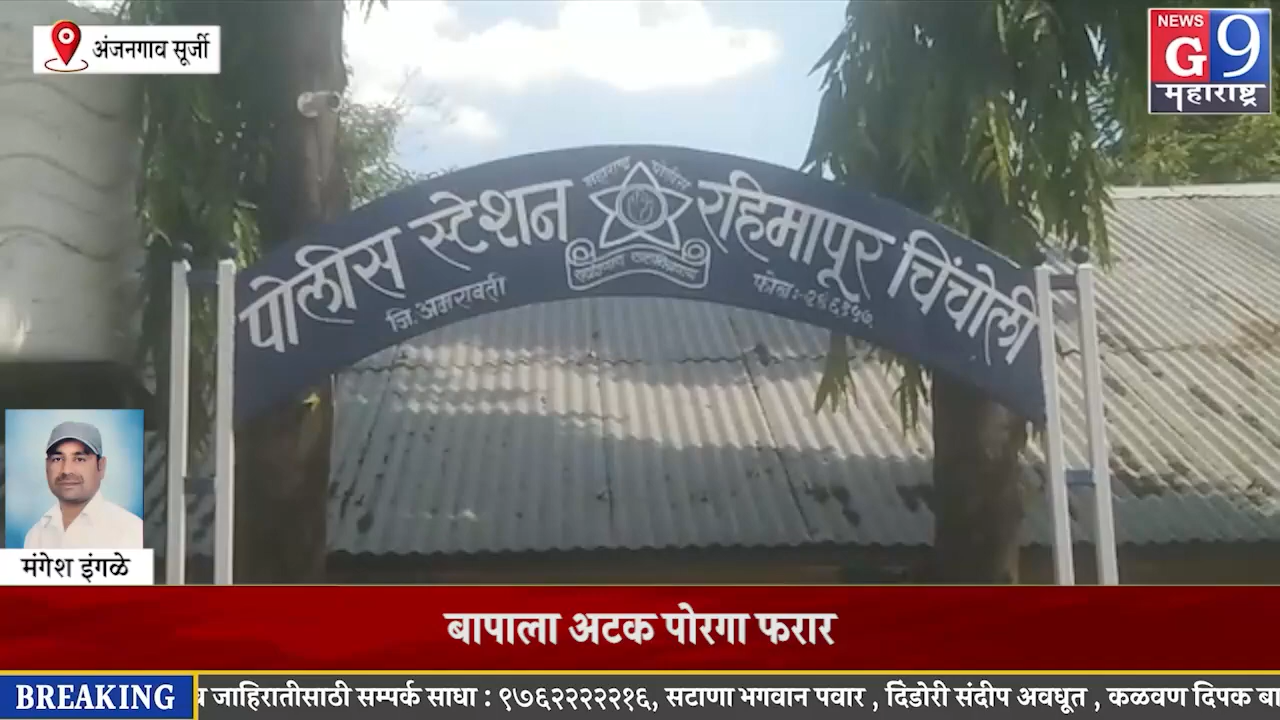 अंजनगाव सूर्जी
NEWS
G9
महाराष्ट्र
महाराष्ट्र पोलीस
पोलीस स्टेशन रहिमापूर चिंचोली
जि. अमरावती
फोन:-
मंगेश इंगळे
बापाला अटक पोरगा फरार
BREAKING
जाहिरातीसाठी सम्पर्क साधा : ९७६२२२२२१६, सटाणा भगवान पवार , दिंडोरी संदीप अवधूत , कळवण दिपक